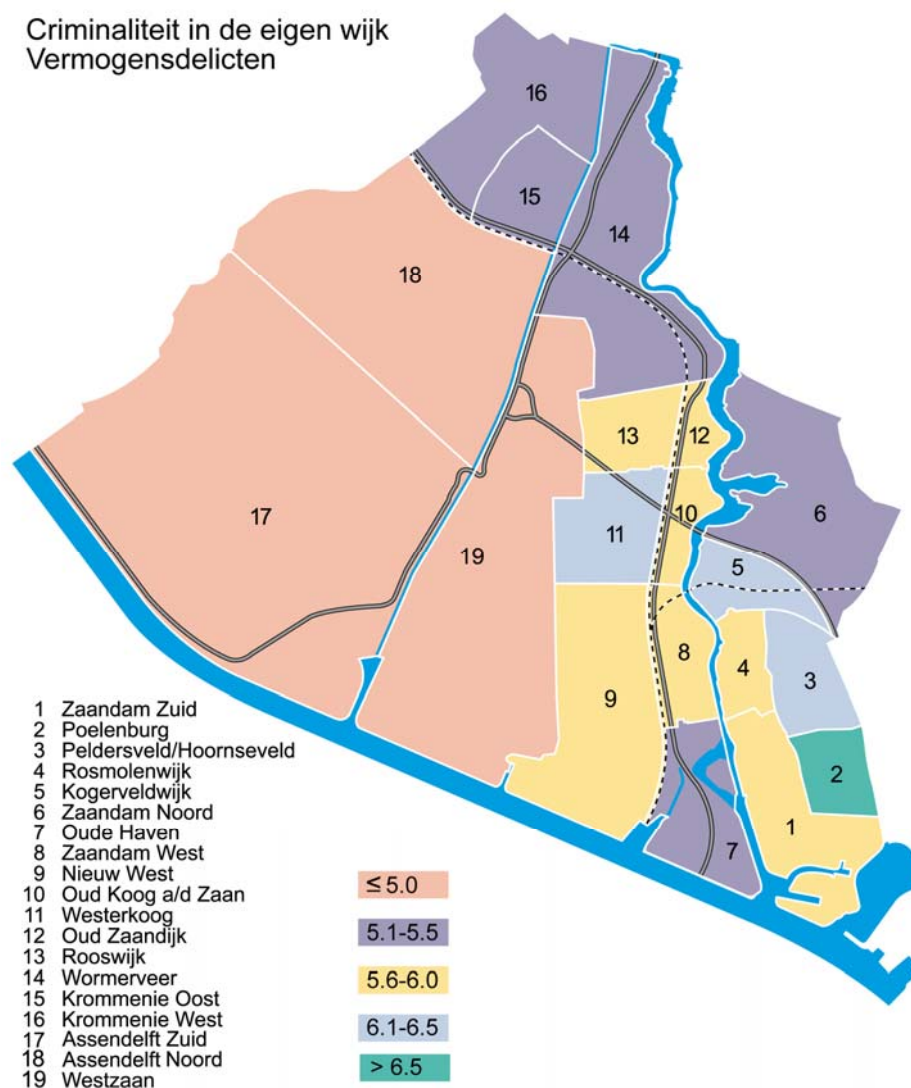 Criminaliteit in de eigen wijk
Vermogensdelicten
16
15
14
18
13
12
17
10
6
11
19
5
8
4
9
3
2
1
7
1 Zaandam Zuid
2 Poelenburg
3 Peldersveld/Hoornseveld
4 Rosmolenwijk
5 Kogerveldwijk
6 Zaandam Noord
7 Oude Haven
8 Zaandam West
9 Nieuw West
10 Oud Koog a/d Zaan
11 Westerkoog
12 Oud Zaandijk
13 Rooswijk
14 Wormerveer
15 Krommenie Oost
16 Krommenie West
17 Assendelft Zuid
18 Assendelft Noord
19 Westzaan
≤ 5.0
5.1-5.5
5.6-6.0
6.1-6.5
> 6.5